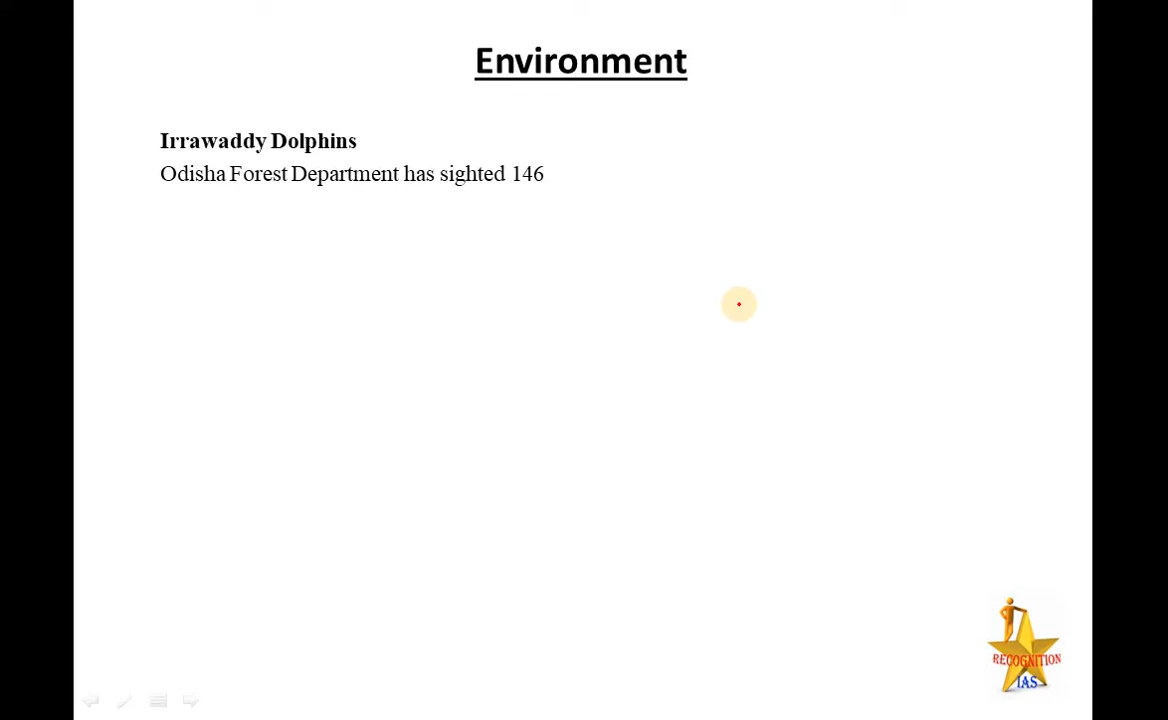 Environment
Irrawaddy Dolphins
Odisha Forest Department has sighted 146
RECOGNITION
IAS